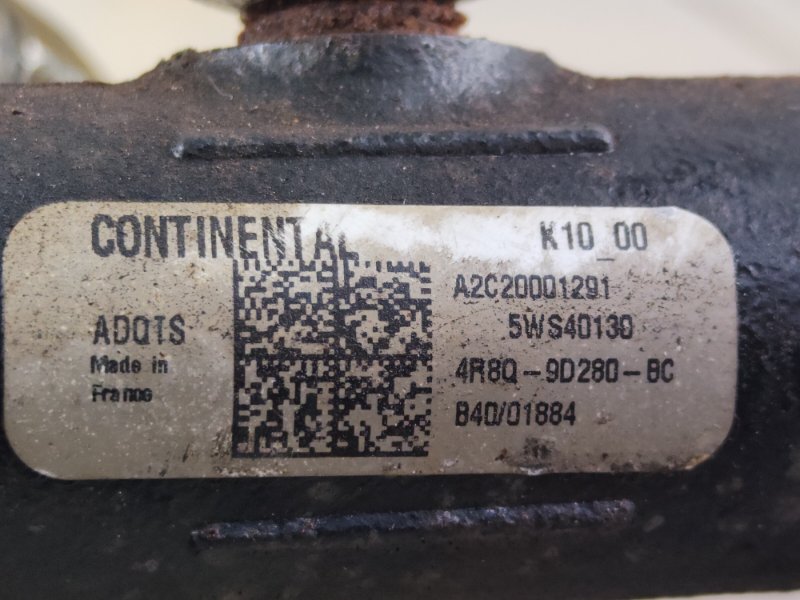 CONTINENTAL
K10_00
A2C20001291
ADQTS
5WS40130
Made in
France
4R8Q-9D280-BC
B40/01884